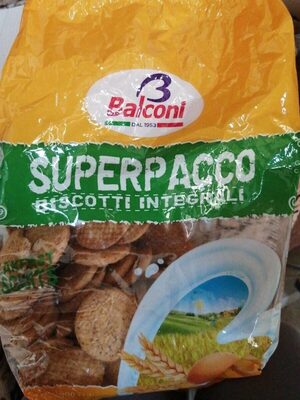 Balconi
DAL 1953
SUPERPACCO
BISCOTTI INTEGRALI